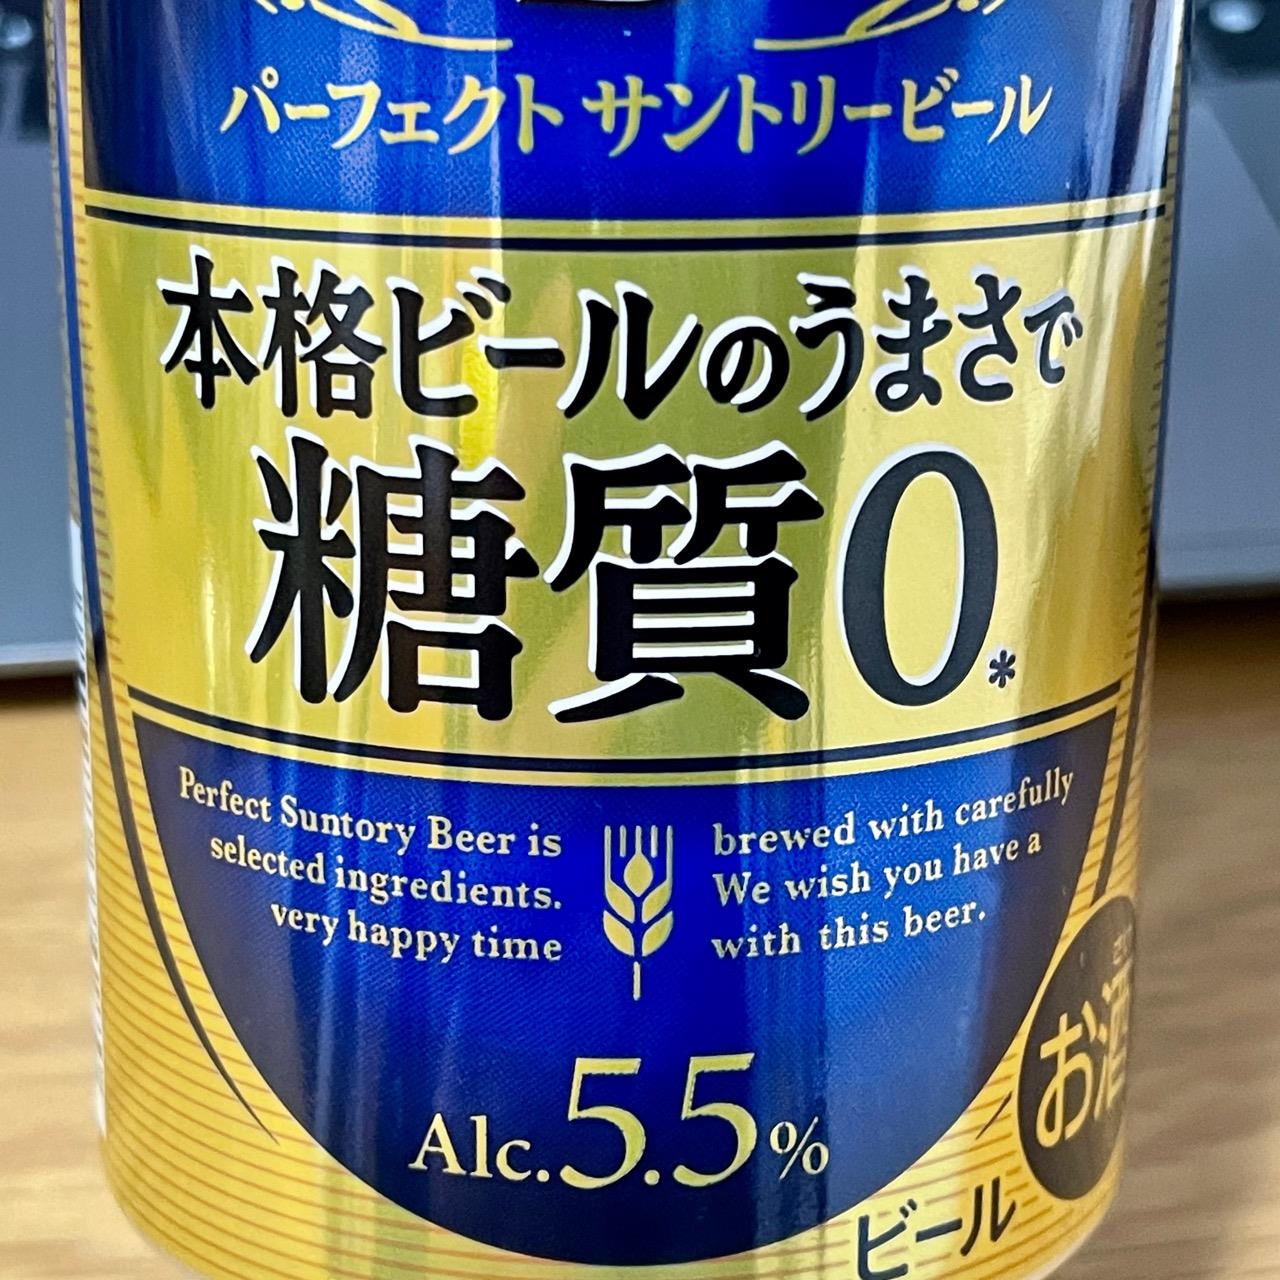 パーフェクト サントリービール
本格ビールのうまさで
糖質0*
Perfect Suntory Beer is brewed with carefully
selected ingredients. We wish you have a
very happy time with this beer.
Alc.5.5%
お酒
ビール